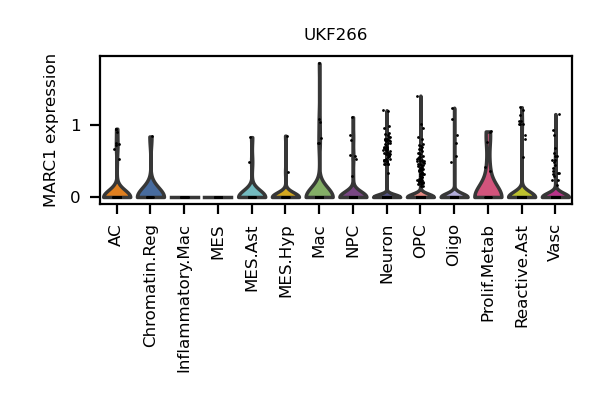 UKF266
MARC1 expression
1
0
AC
Chromatin.Reg
Inflammatory.Mac
MES
MES.Ast
MES.Hyp
Mac
NPC
Neuron
OPC
Oligo
Prolif.Metab
Reactive.Ast
Vasc